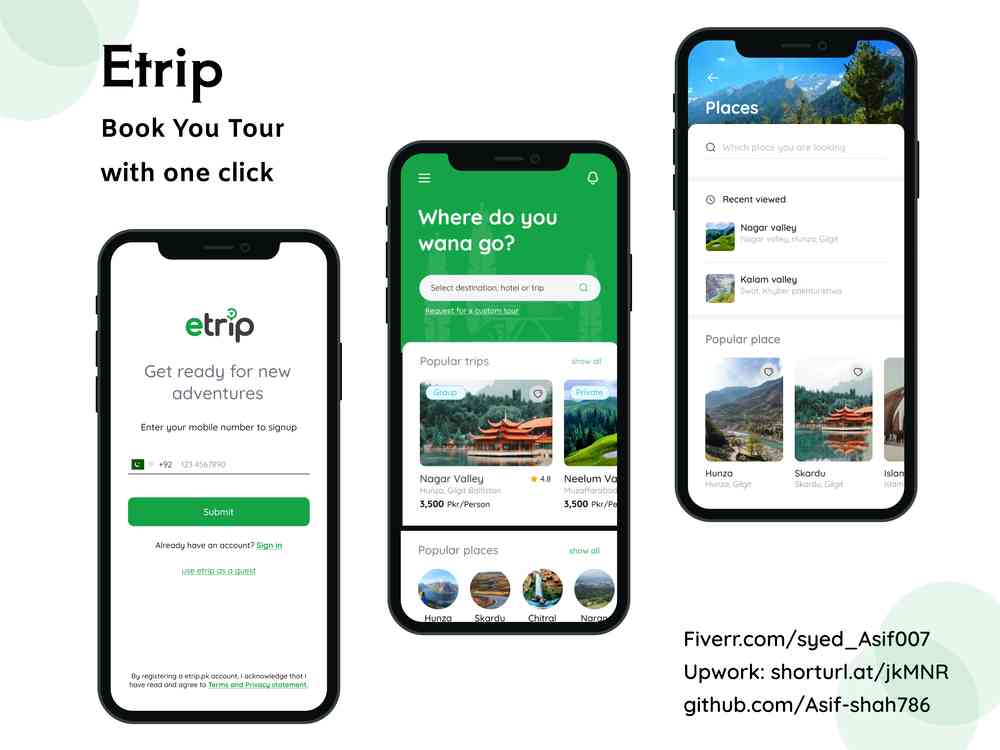 Etrip
Book You Tour
with one click
etrip
Get ready for new
adventures
Enter your mobile number to signup
+92 123 4567890
Submit
Already have an account? Sign in
use etrip as a guest
By registering a etrip.pk account, I acknowledge that I
have read and agree to Terms and Privacy statement.
Where do you
wana go?
Select destination, hotel or trip
Request for a custom tour
Popular trips show all
Group Private
Nagar Valley 4.8 Neelum Va
Hunza, Gilgit Baltistan Muzaffarabad
3,500 Pkr/Person 3,500 Pkr/Pe
Popular places show all
Hunza Skardu Chitral Naran
Places
Which place you are looking
Recent viewed
Nagar valley
Nagar valley, Hunza, Gilgit
Kalam valley
Swat, Khyber pakhtunkhwa
Popular place
Hunza Skardu Islam
Hunza, Gilgit Skardu, Gilgit Islam
Fiverr.com/syed_Asif007
Upwork: shorturl.at/jkMNR
github.com/Asif-shah786